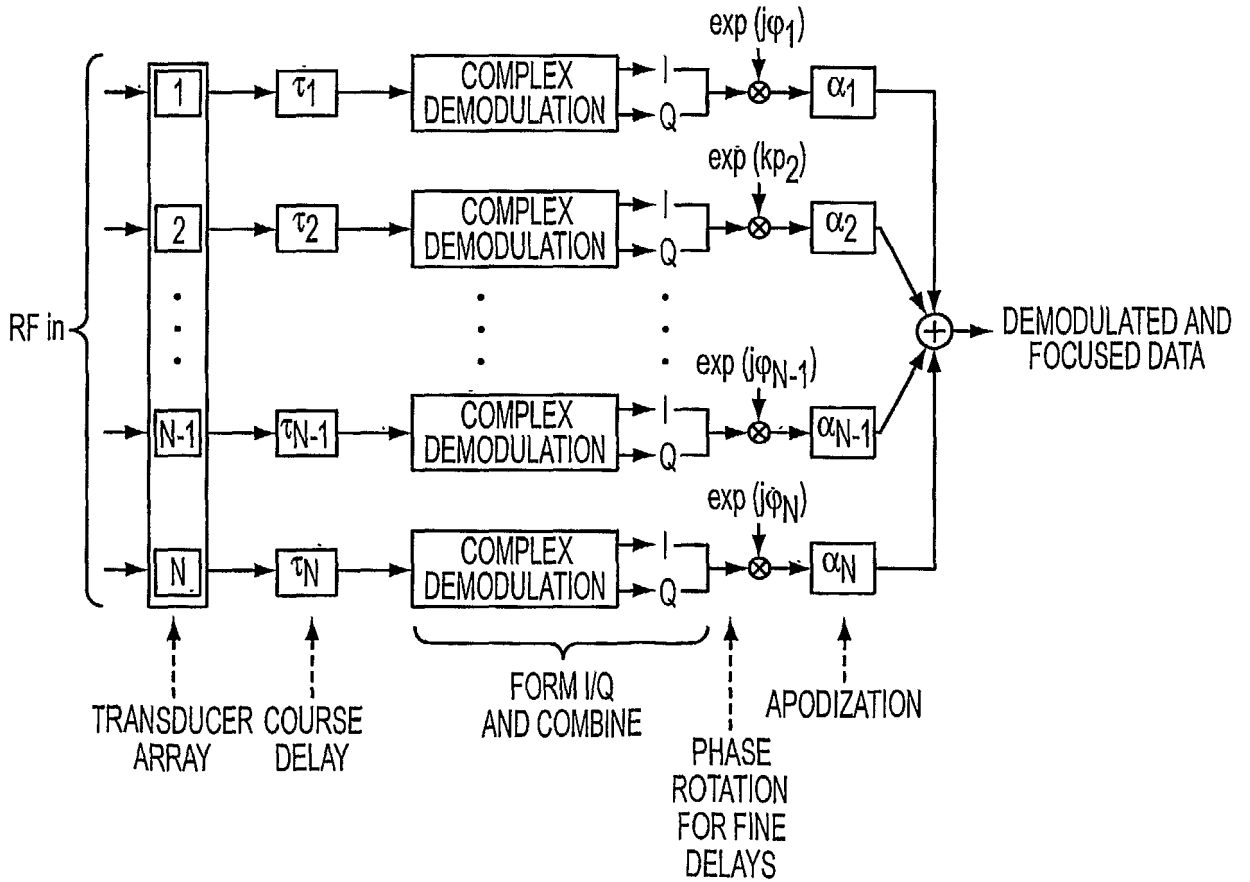 exp (jφ1)
1
τ1
COMPLEX
DEMODULATION
I
Q
α1
exp (kp2)
2
τ2
COMPLEX
DEMODULATION
I
Q
α2
RF in
DEMODULATED AND
FOCUSED DATA
exp (jφN-1)
N-1
τN-1
COMPLEX
DEMODULATION
I
Q
αN-1
exp (jφN)
N
τN
COMPLEX
DEMODULATION
I
Q
αN
TRANSDUCER
ARRAY
COURSE
DELAY
FORM I/Q
AND COMBINE
PHASE
ROTATION
FOR FINE
DELAYS
APODIZATION